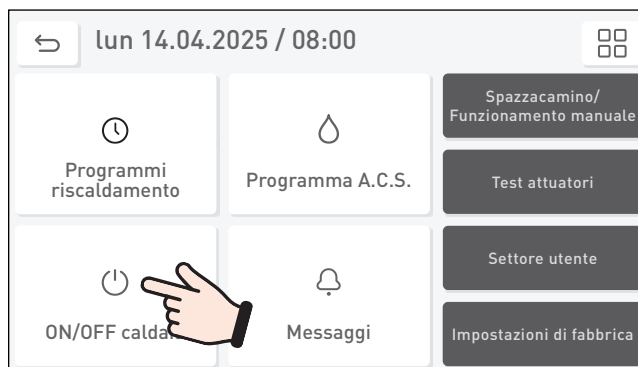 lun 14.04.2025 / 08:00
Programmi
riscaldamento
Programma A.C.S.
ON/OFF
Messaggi
Spazzacamino/
Funzionamento manuale
Test attuatori
Settore utente
Impostazioni di fabbrica